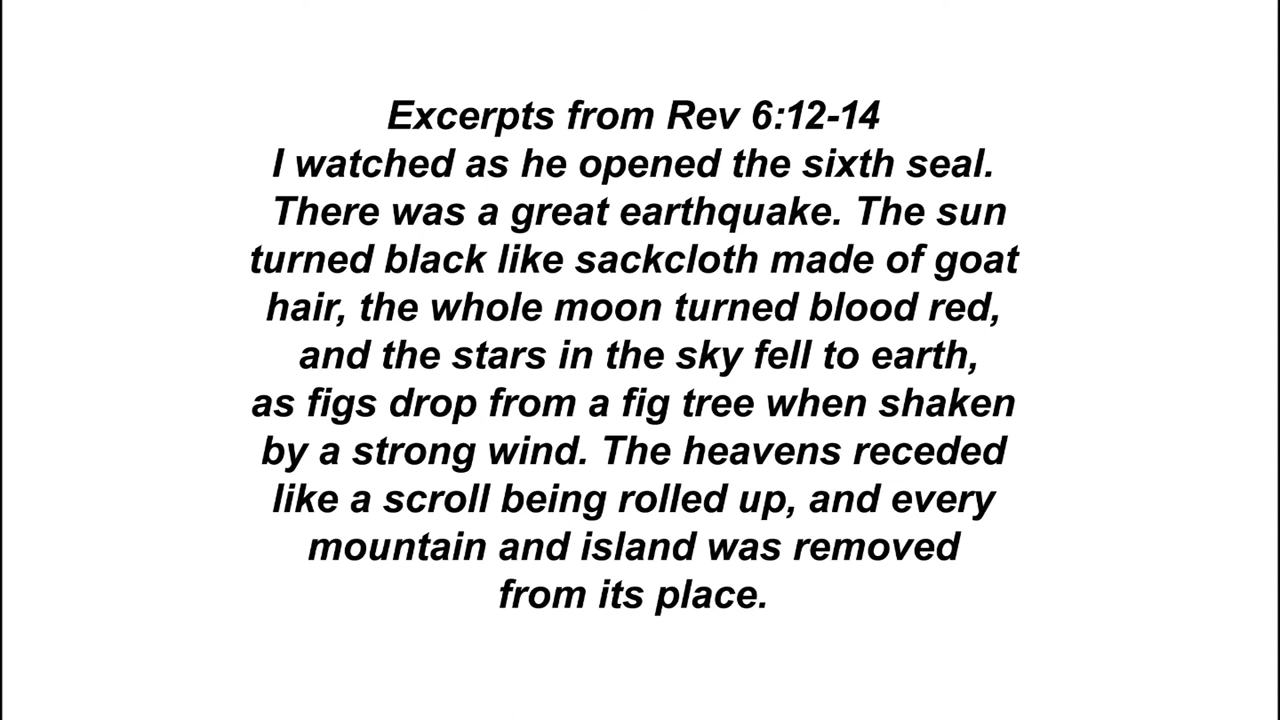 Excerpts from Rev 6:12-14
I watched as he opened the sixth seal.
There was a great earthquake. The sun
turned black like sackcloth made of goat
hair, the whole moon turned blood red,
and the stars in the sky fell to earth,
as figs drop from a fig tree when shaken
by a strong wind. The heavens receded
like a scroll being rolled up, and every
mountain and island was removed
from its place.